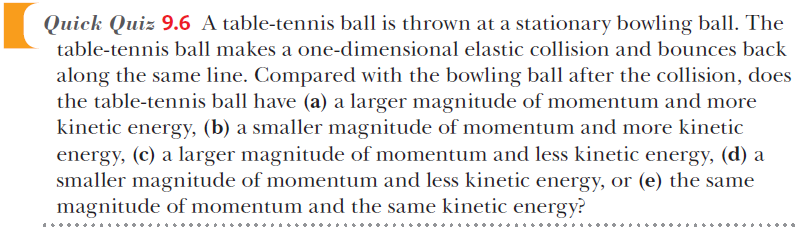 Quick Quiz 9.6 A table-tennis ball is thrown at a stationary bowling ball. The
table-tennis ball makes a one-dimensional elastic collision and bounces back
along the same line. Compared with the bowling ball after the collision, does
the table-tennis ball have (a) a larger magnitude of momentum and more
kinetic energy, (b) a smaller magnitude of momentum and more kinetic
energy, (c) a larger magnitude of momentum and less kinetic energy, (d) a
smaller magnitude of momentum and less kinetic energy, or (e) the same
magnitude of momentum and the same kinetic energy?